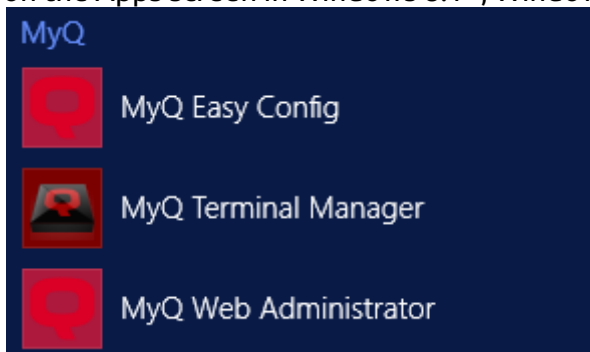 MyQ
MyQ Easy Config
MyQ Terminal Manager
MyQ Web Administrator